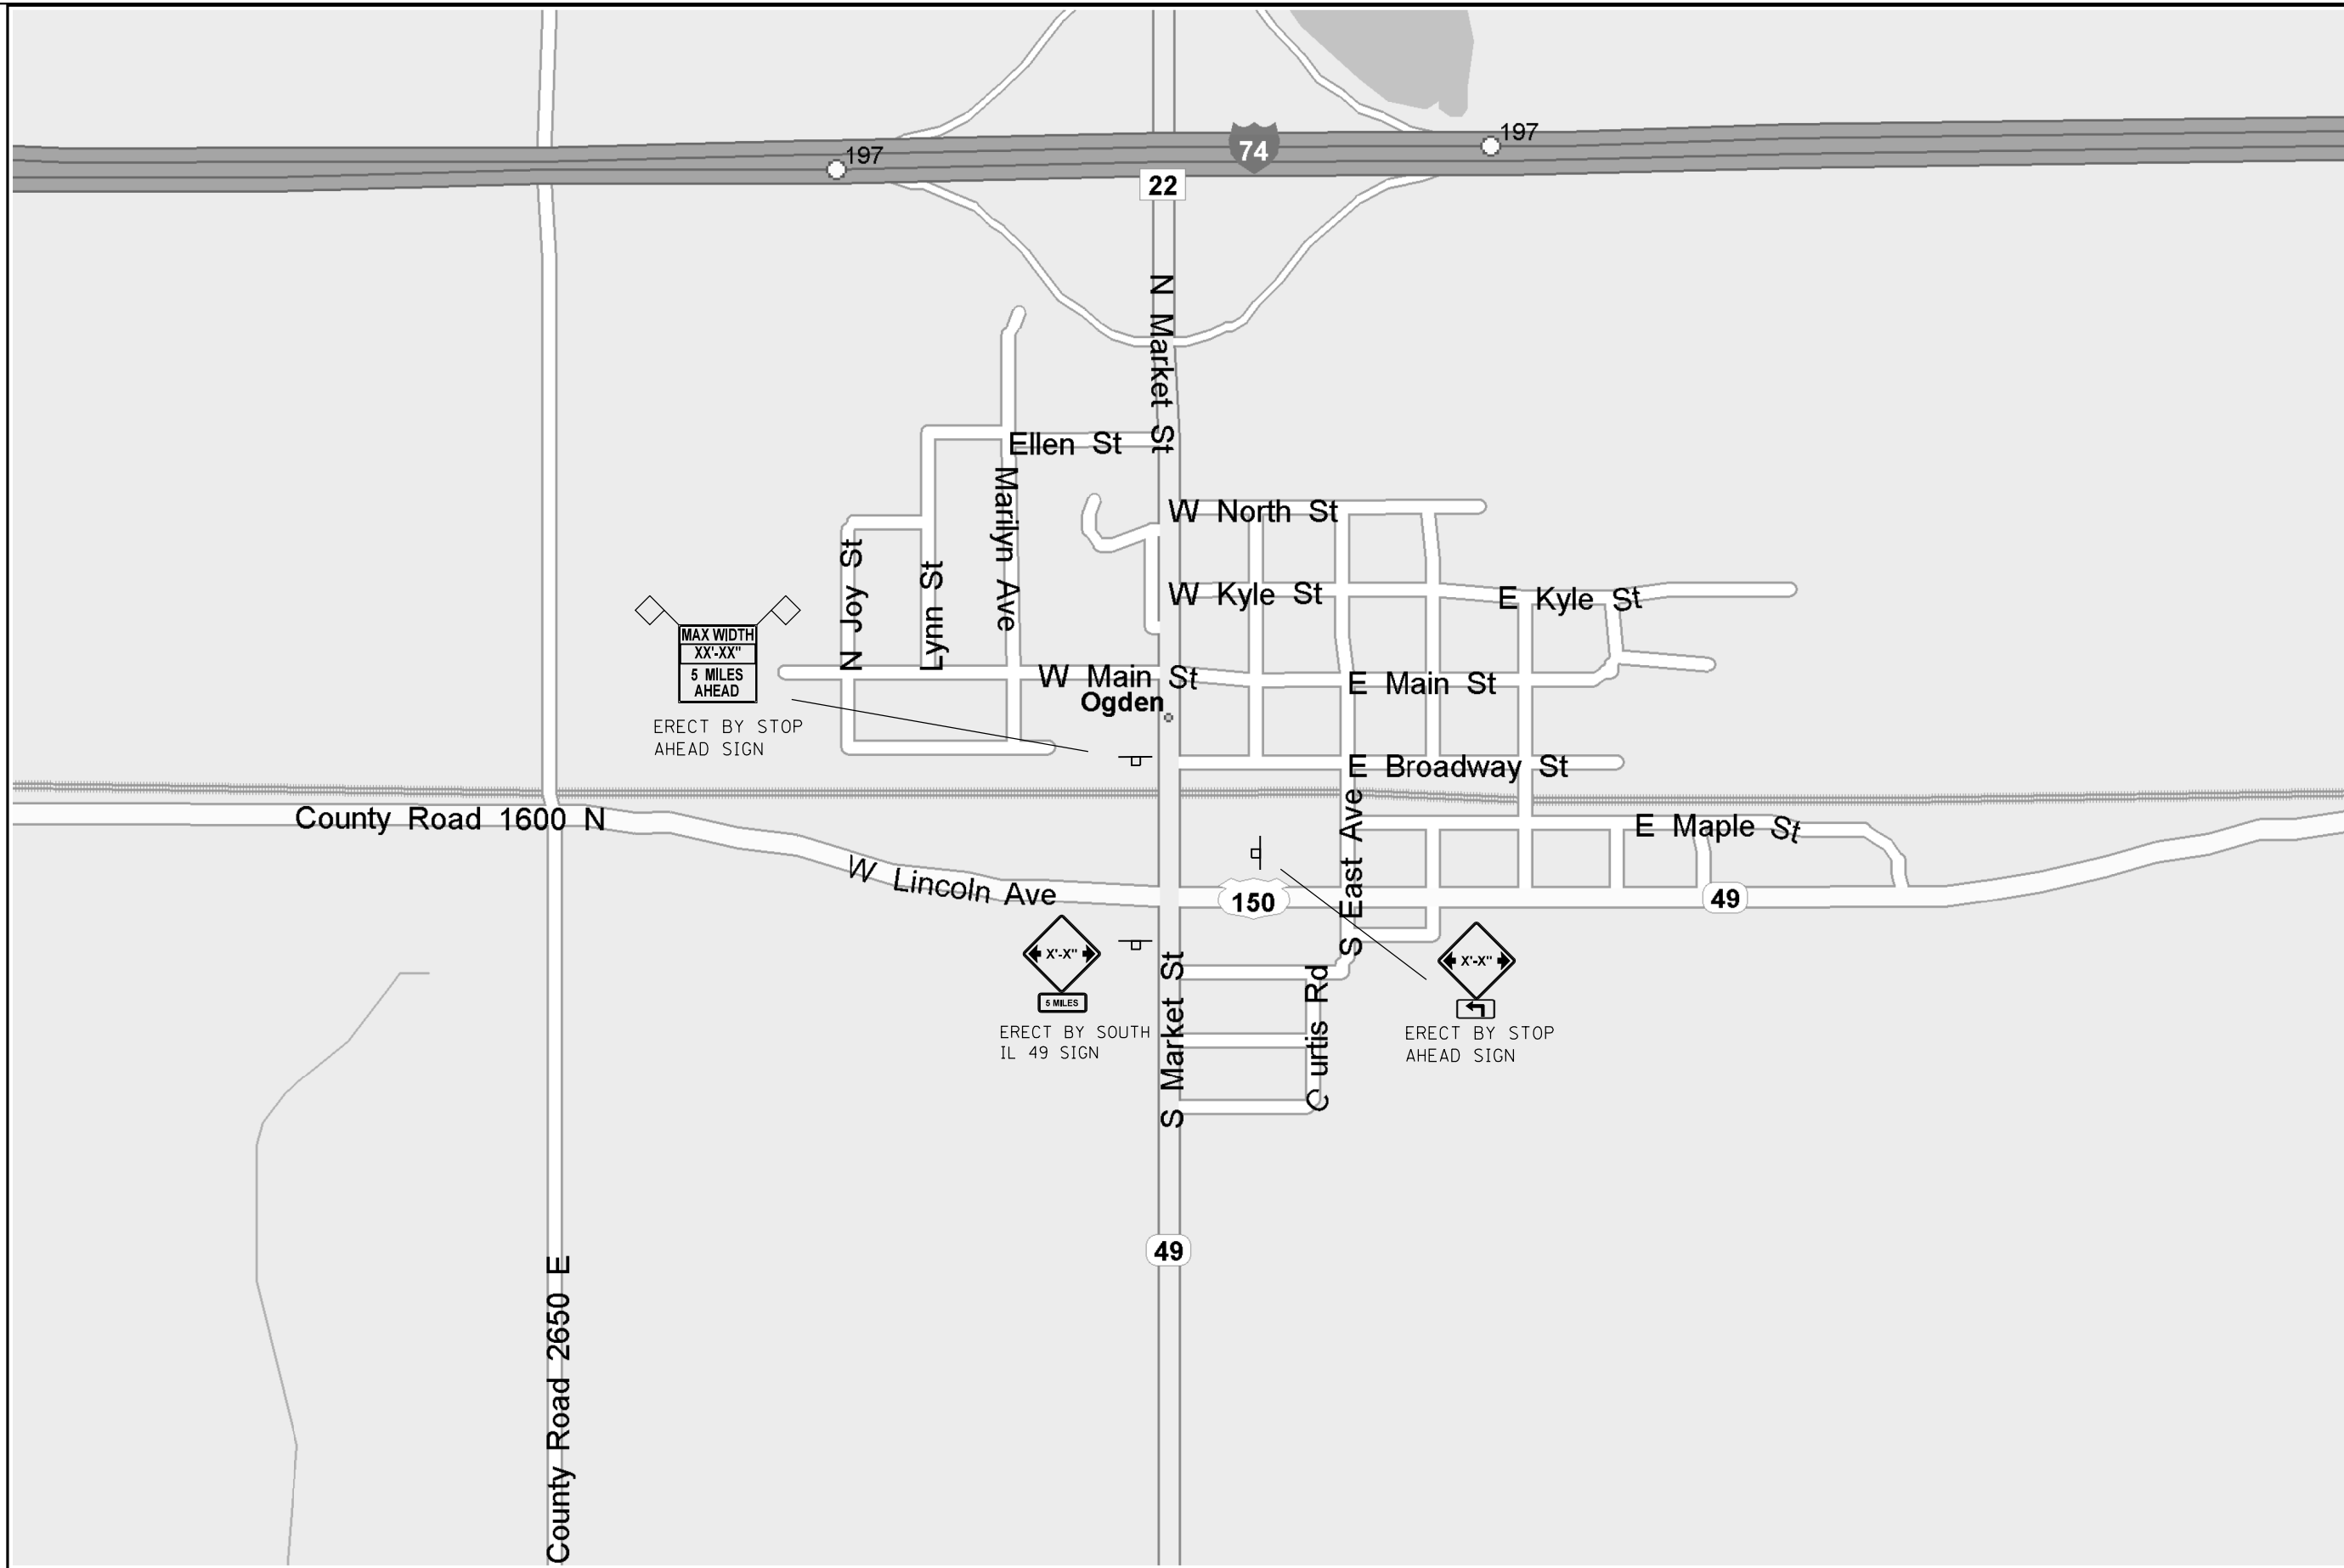 197
74
197
22
N Market St
Ellen St
Marilyn Ave
W North St
N Joy St
Lynn St
W Kyle St
E Kyle St
MAX WIDTH
XX'-XX"
5 MILES
AHEAD
W Main St
E Main St
Ogden
ERECT BY STOP
AHEAD SIGN
E Broadway St
County Road 1600 N
E Maple St
W Lincoln Ave
150
S East Ave
49
X'-X"
5 MILES
ERECT BY SOUTH
IL 49 SIGN
S Market St
Curtis Rd
X'-X"
ERECT BY STOP
AHEAD SIGN
49
County Road 2650 E